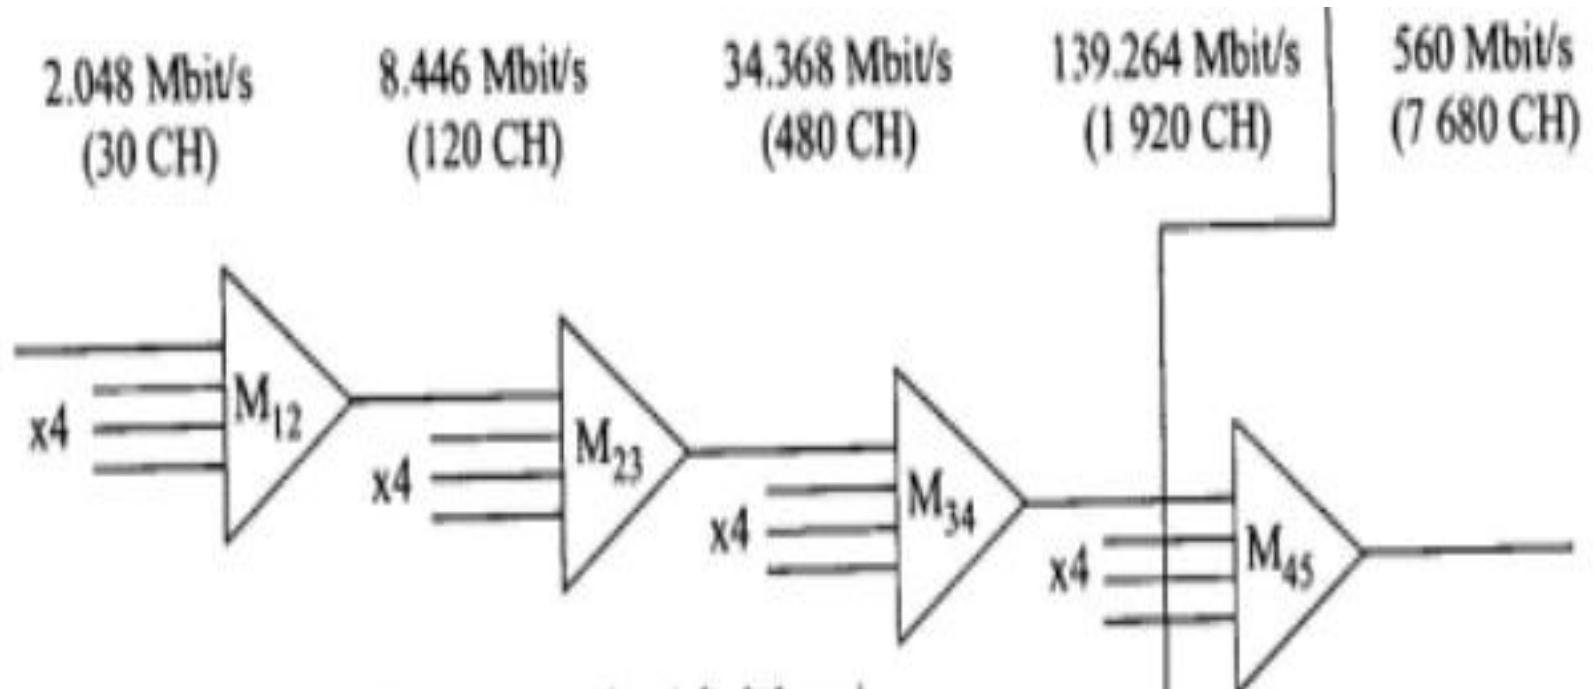 2.048 Mbit/s
(30 CH)
8.446 Mbit/s
(120 CH)
34.368 Mbit/s
(480 CH)
139.264 Mbit/s
(1 920 CH)
560 Mbit/s
(7 680 CH)
x4
M12
x4
M23
x4
M34
x4
M45